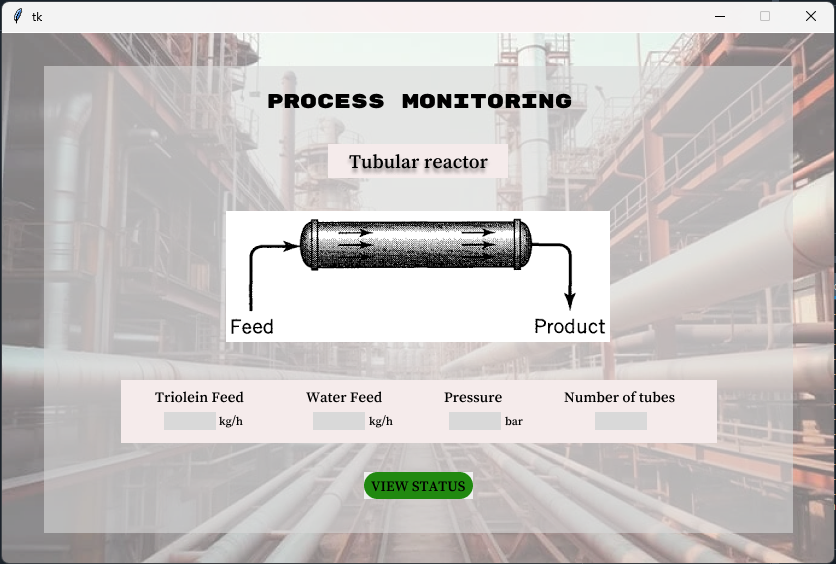 tk
PROCESS MONITORING
Tubular reactor
Feed
Product
Triolein Feed
Water Feed
Pressure
Number of tubes
kg/h
kg/h
bar
VIEW STATUS